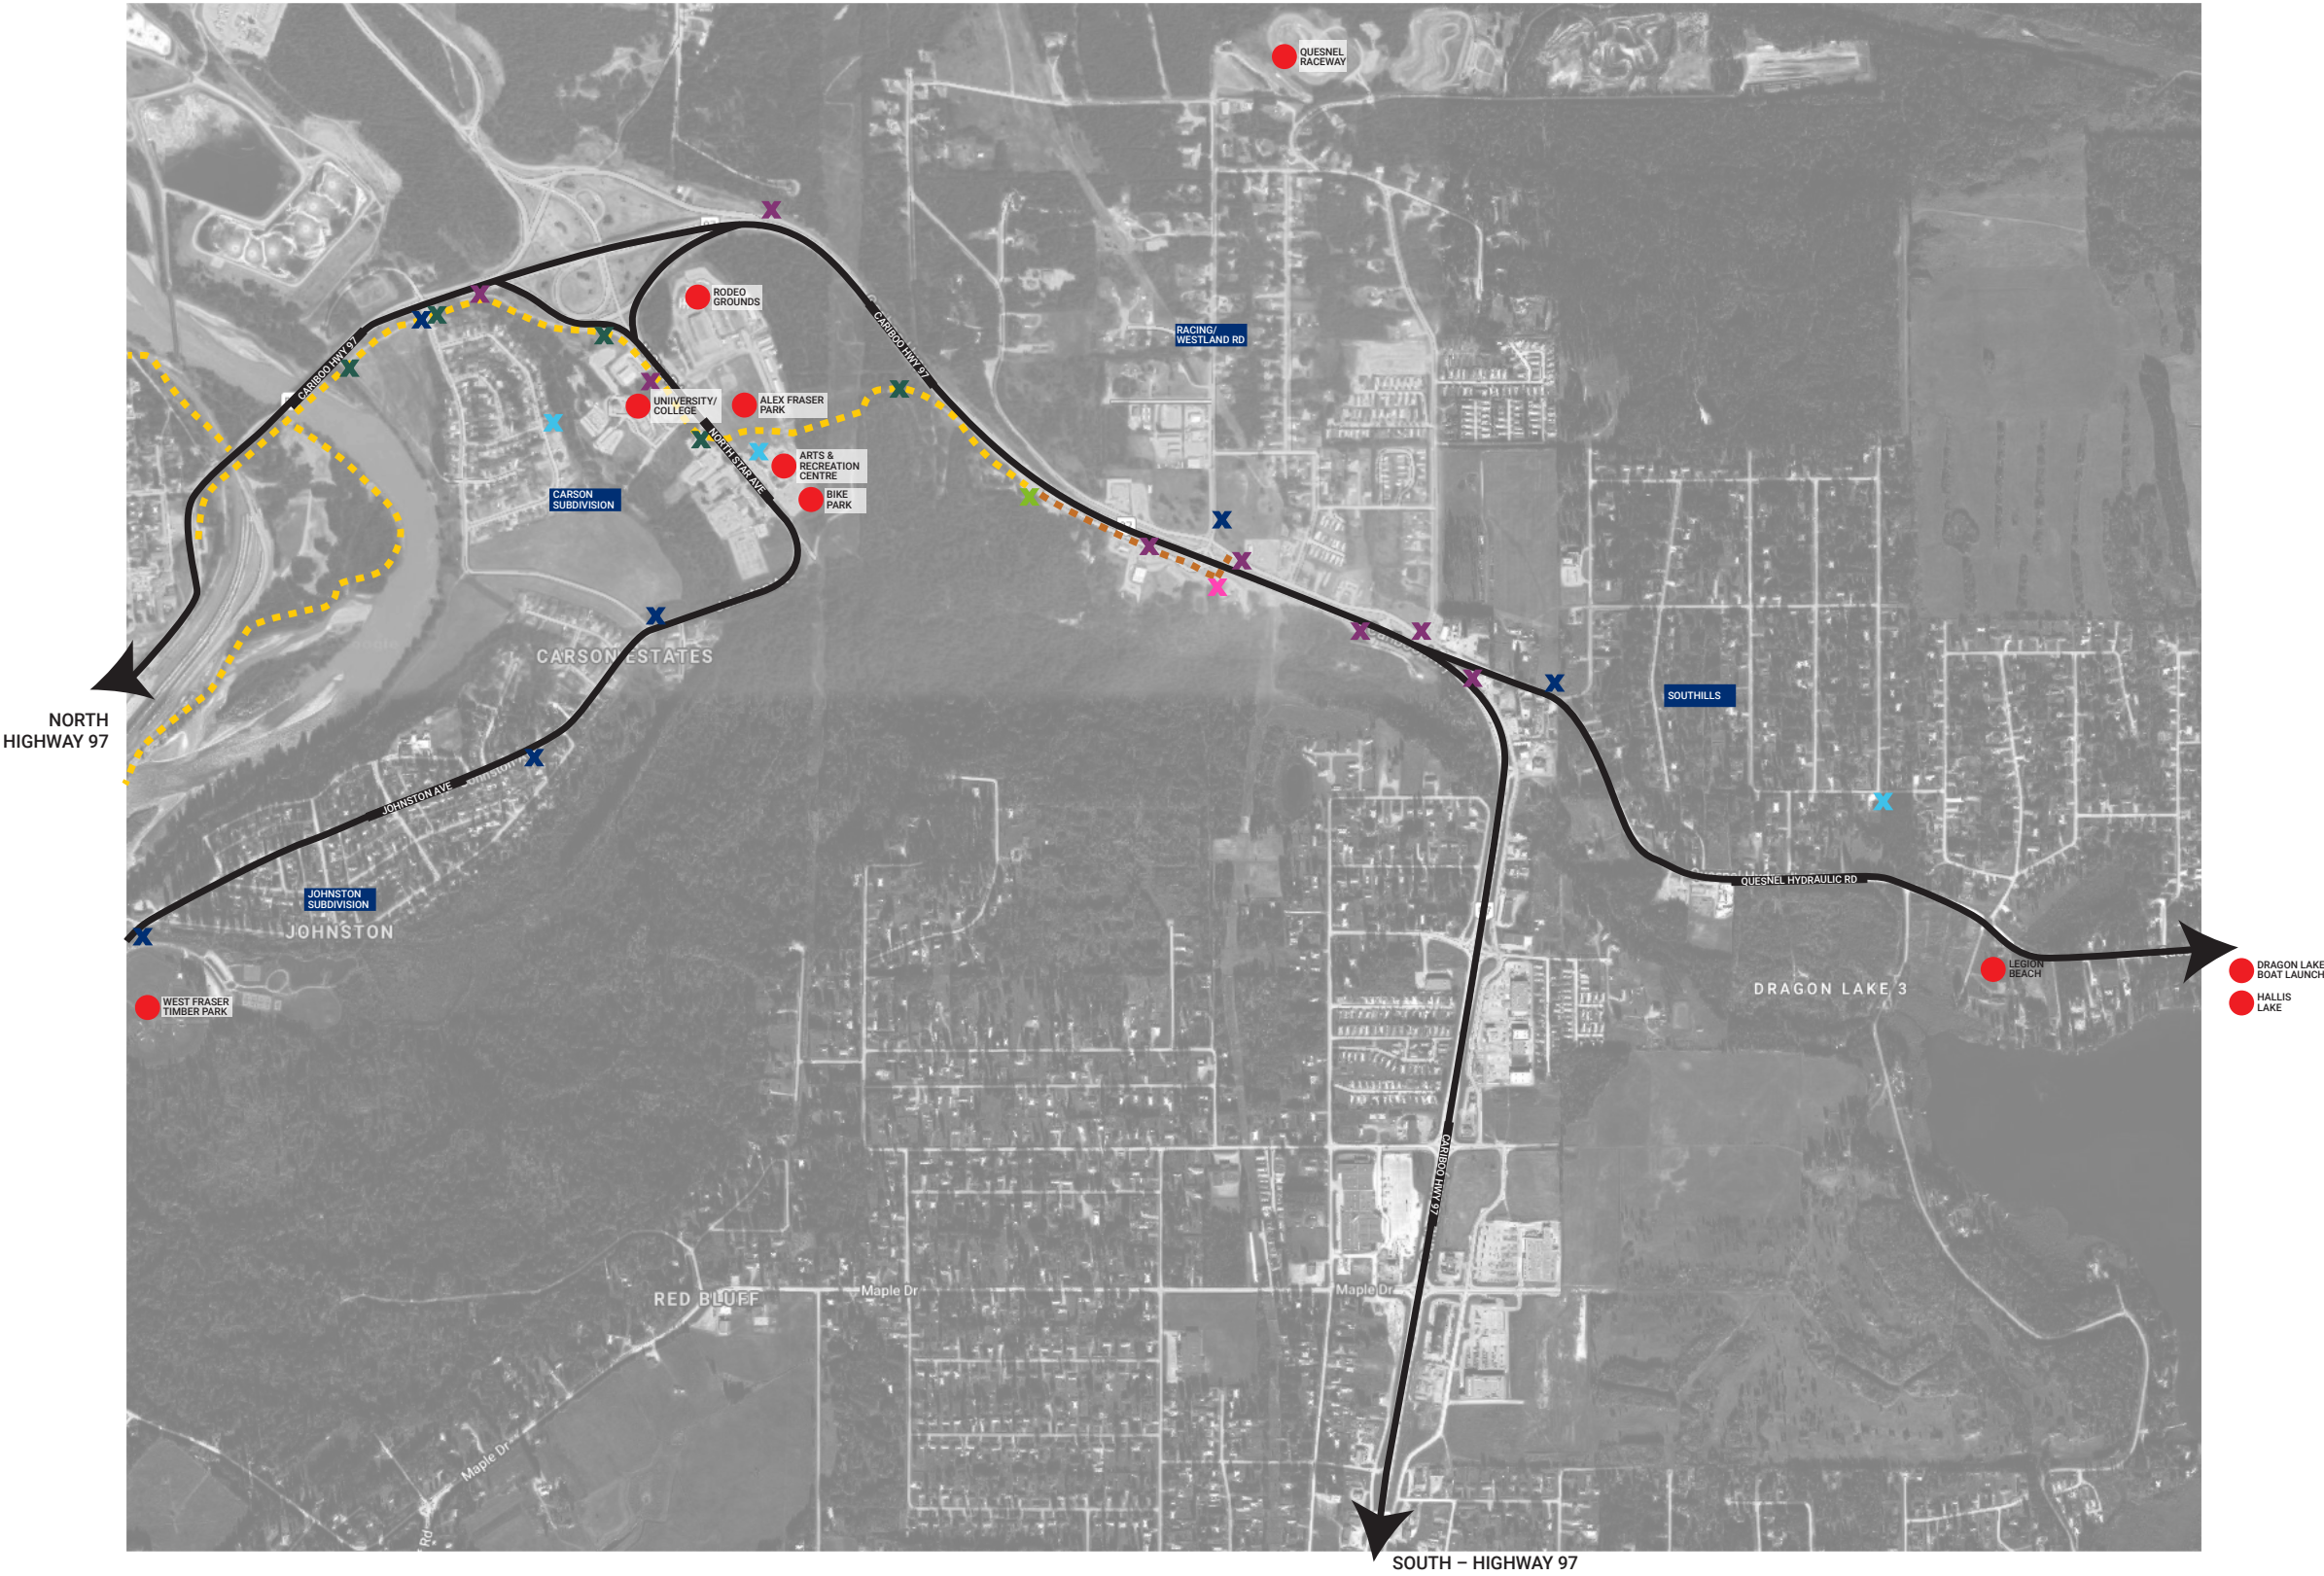 QUESNEL
RACEWAY
RODEO
GROUNDS
CARIBOO HWY 97
CARIBOO HWY 97
RACING/
WESTLAND RD
UNIIVERSITY/
COLLEGE
ALEX FRASER
PARK
NORTH STAR AVE
ARTS &
RECREATION
CENTRE
BIKE
PARK
CARSON
SUBDIVISION
CARSON ESTATES
NORTH
HIGHWAY 97
SOUTHILLS
JOHNSTON AVE
JOHNSTON
SUBDIVISION
JOHNSTON
QUESNEL HYDRAULIC RD
WEST FRASER
TIMBER PARK
LEGION
BEACH
DRAGON LAKE
BOAT LAUNCH
HALLIS
LAKE
DRAGON LAKE 3
CARIBOO HWY 97
RED BLUFF
Maple Dr
Maple Dr
Maple Dr
Rd
SOUTH – HIGHWAY 97